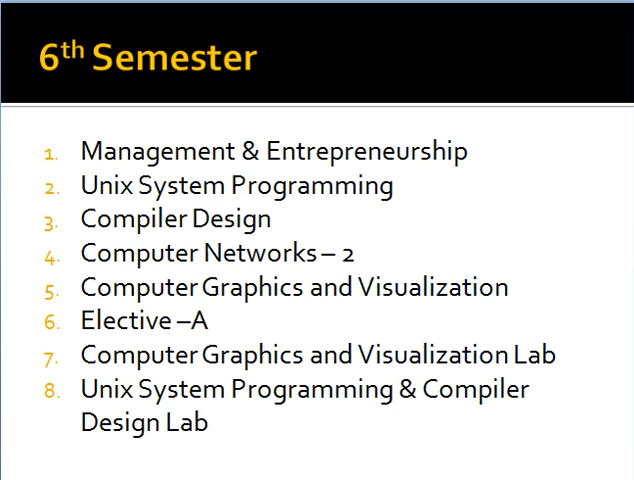 6th Semester
1. Management & Entrepreneurship
2. Unix System Programming
3. Compiler Design
4. Computer Networks – 2
5. Computer Graphics and Visualization
6. Elective –A
7. Computer Graphics and Visualization Lab
8. Unix System Programming & Compiler
Design Lab